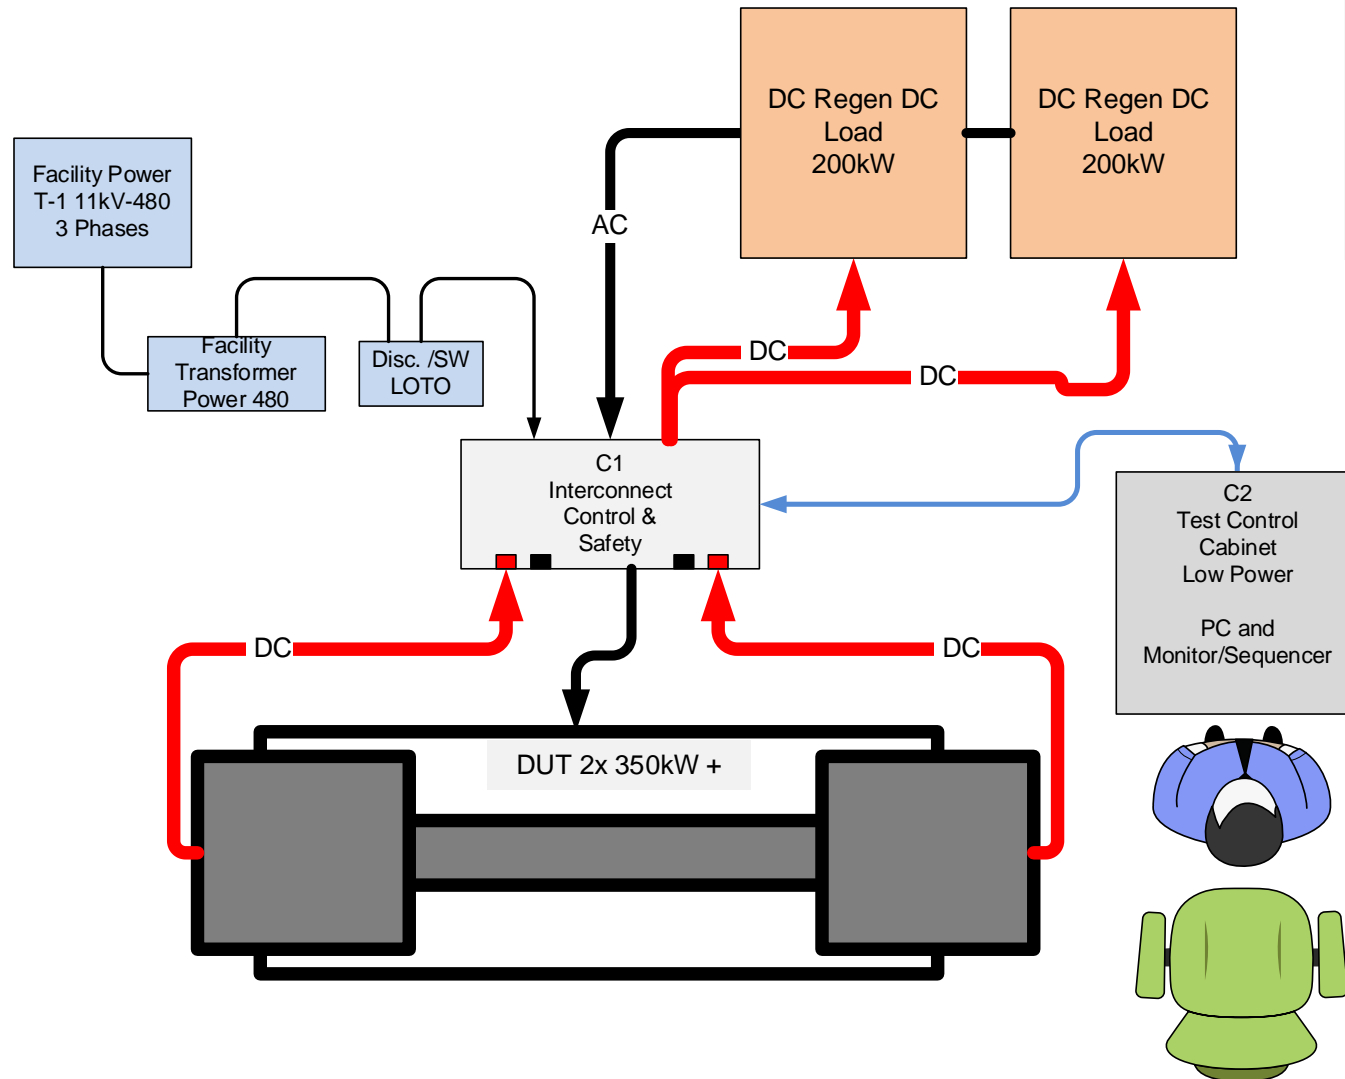 DC Regen DC
Load
200kW
DC Regen DC
Load
200kW
Facility Power
T-1 11kV-480
3 Phases
AC
Facility
Transformer
Power 480
Disc. /SW
LOTO
DC
DC
C1
Interconnect
Control &
Safety
C2
Test Control
Cabinet
Low Power
PC and
Monitor/Sequencer
DC
DC
DUT 2x 350kW +